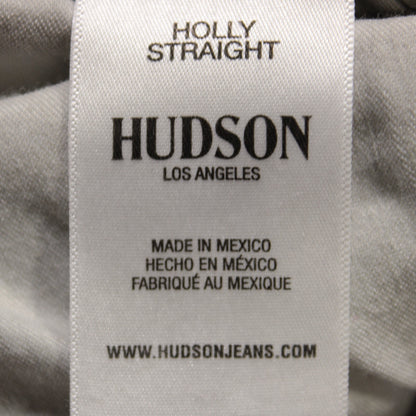 HOLLY
STRAIGHT
HUDSON
LOS ANGELES
MADE IN MEXICO
HECHO EN MÉXICO
FABRIQUÉ AU MEXIQUE
WWW.HUDSONJEANS.COM